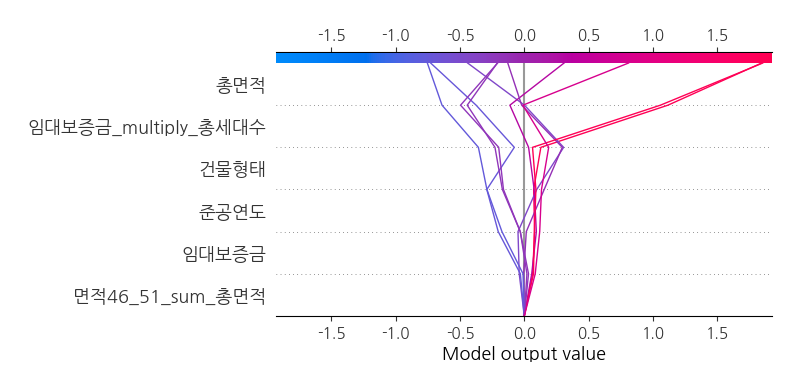 -1.5 -1.0 -0.5 0.0 0.5 1.0 1.5
총면적
임대보증금_multiply_총세대수
건물형태
준공연도
임대보증금
면적46_51_sum_총면적
-1.5 -1.0 -0.5 0.0 0.5 1.0 1.5
Model output value